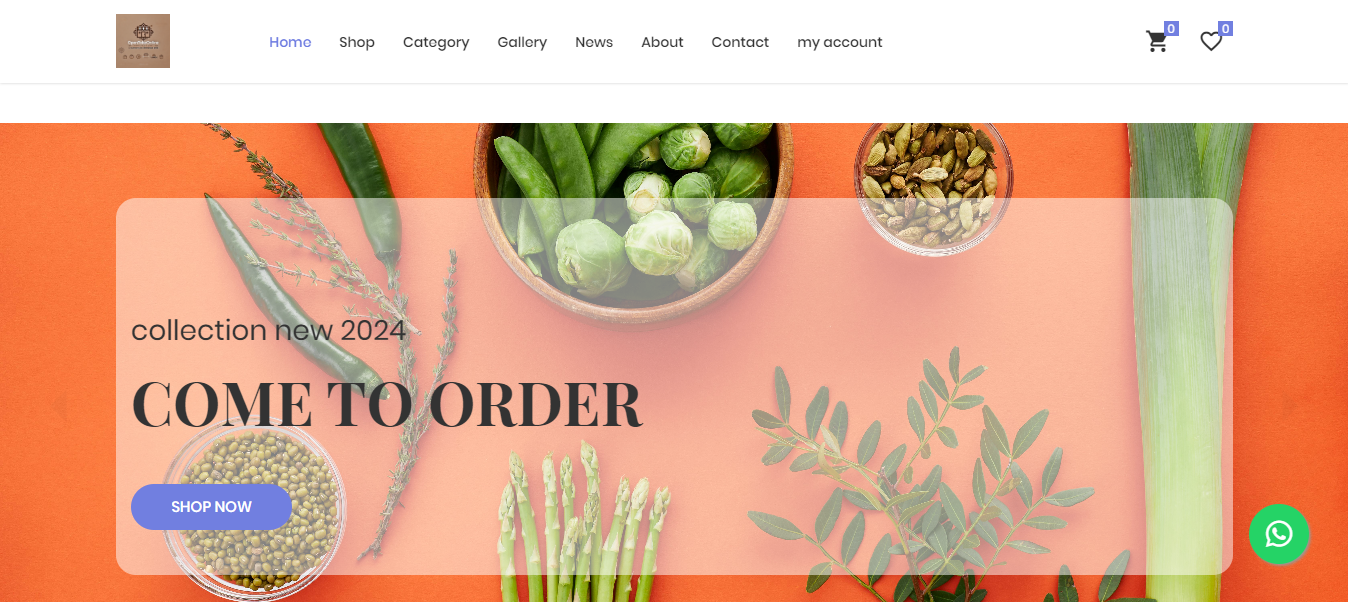 Home Shop Category Gallery News About Contact my account 0 0
collection new 2024
COME TO ORDER
SHOP NOW